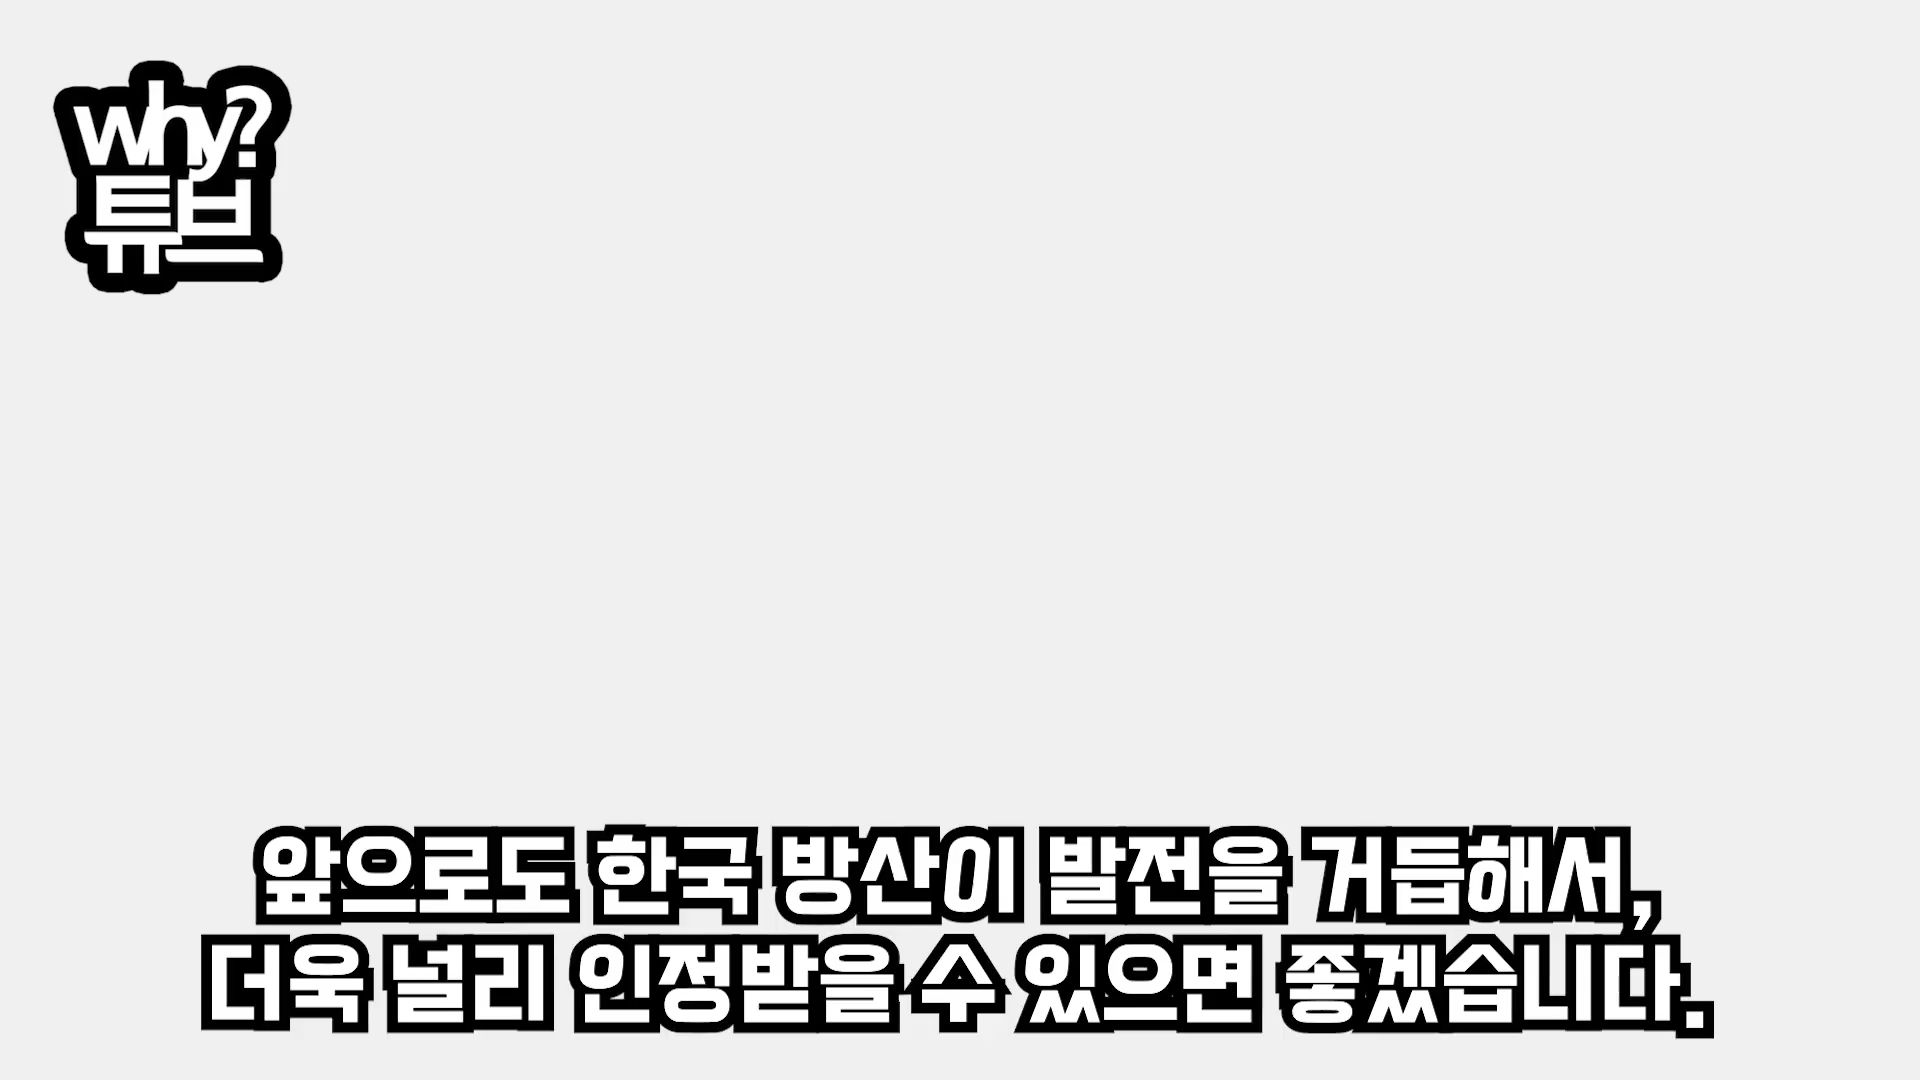 why?
튜브
앞으로도 한국 방산이 발전을 거듭해서,
더욱 널리 인정받을 수 있으면 좋겠습니다.